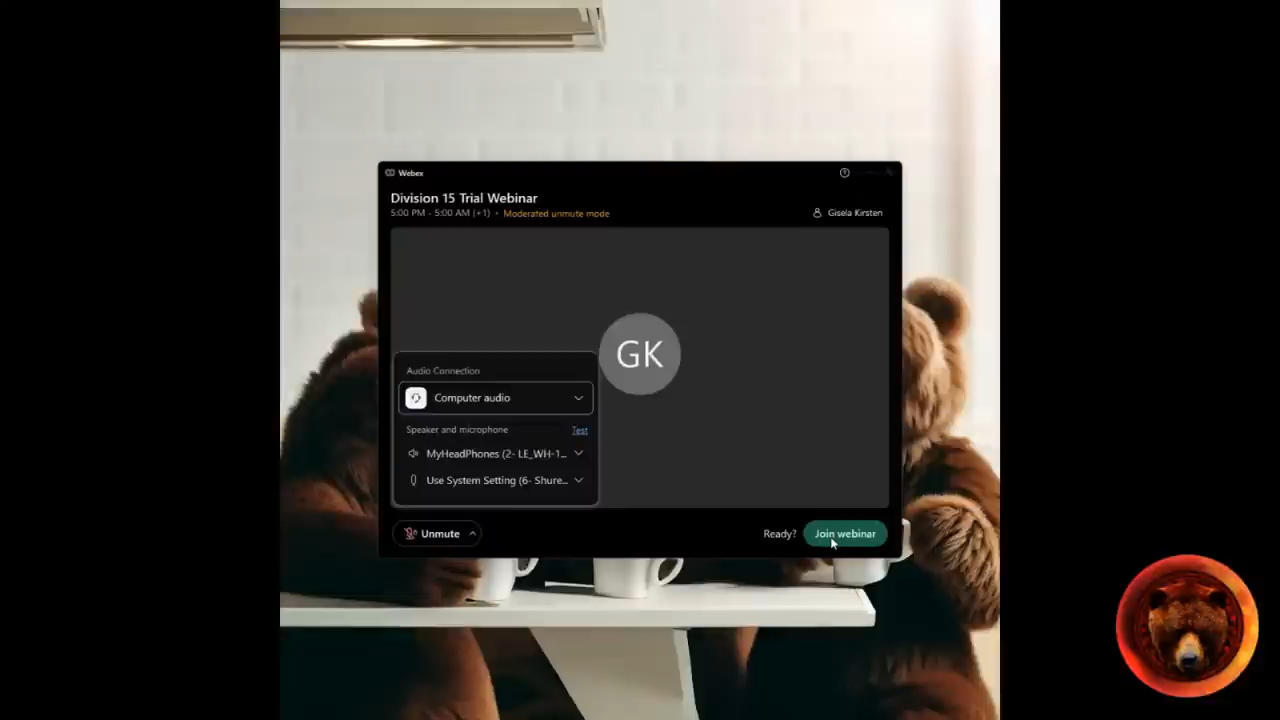 Webex
Division 15 Trial Webinar
5:00 PM - 5:00 AM (+1) • Moderated unmute mode
Gisela Kirsten
GK
Audio Connection
Computer audio
Speaker and microphone Test
MyHeadPhones (2- LE_WH-1...
Use System Setting (6- Shure...
Unmute
Ready? Join webinar